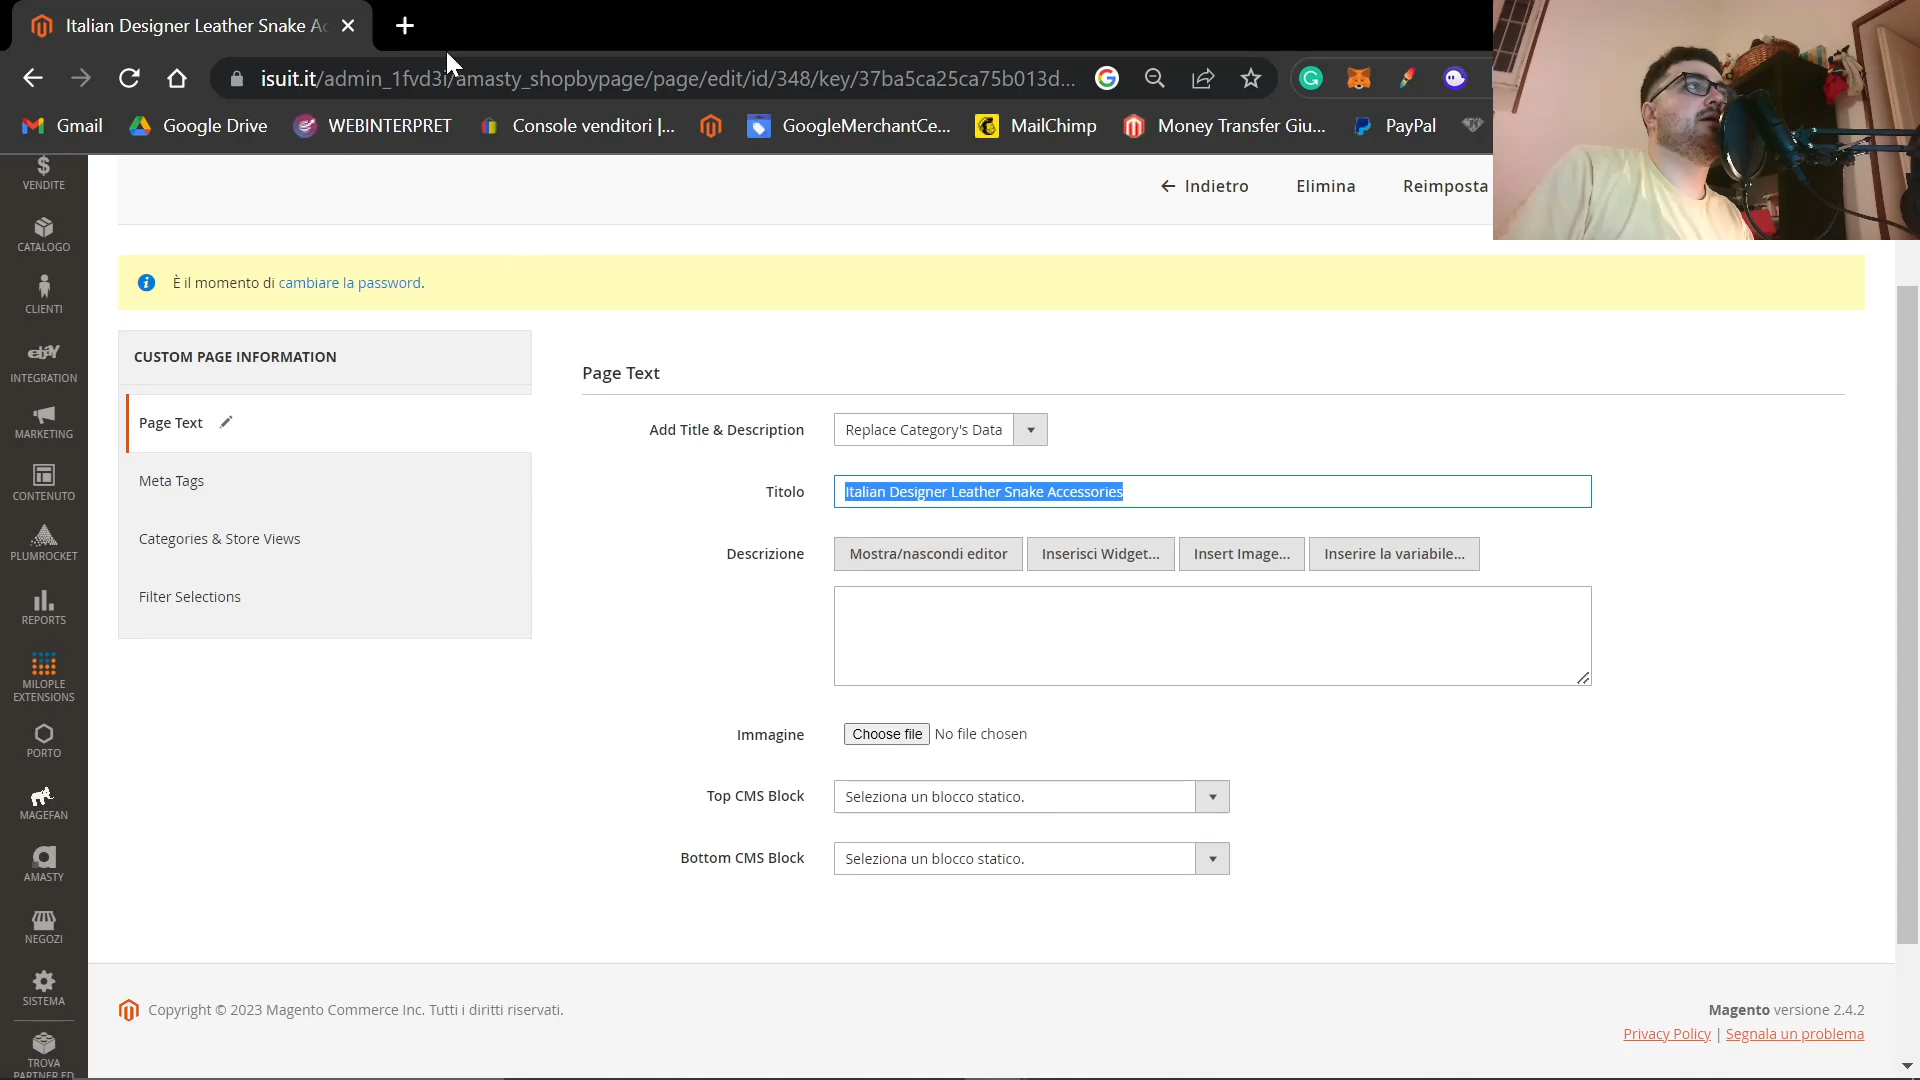 Italian Designer Leather Snake Ac
isuit.it/admin_1fvd3i/amasty_shopbypage/page/edit/id/348/key/37ba5ca25ca75b013d...
Gmail
Google Drive
WEBINTERPRET
Console venditori |...
GoogleMerchantCe...
MailChimp
Money Transfer Giu...
PayPal
Indietro
Elimina
Reimposta
È il momento di cambiare la password.
$
VENDITE
CATALOGO
CLIENTI
ebay
INTEGRATION
MARKETING
CONTENUTO
PLUMROCKET
REPORTS
MILOPLE
EXTENSIONS
PORTO
MAGEFAN
AMASTY
NEGOZI
SISTEMA
TROVA
PARTNER ED
CUSTOM PAGE INFORMATION
Page Text
Meta Tags
Categories & Store Views
Filter Selections
Page Text
Add Title & Description
Replace Category's Data
Titolo
Italian Designer Leather Snake Accessories
Descrizione
Mostra/nascondi editor
Inserisci Widget...
Insert Image...
Inserire la variabile...
Immagine
Choose file No file chosen
Top CMS Block
Seleziona un blocco statico.
Bottom CMS Block
Seleziona un blocco statico.
Copyright © 2023 Magento Commerce Inc. Tutti i diritti riservati.
Magento versione 2.4.2
Privacy Policy | Segnala un problema